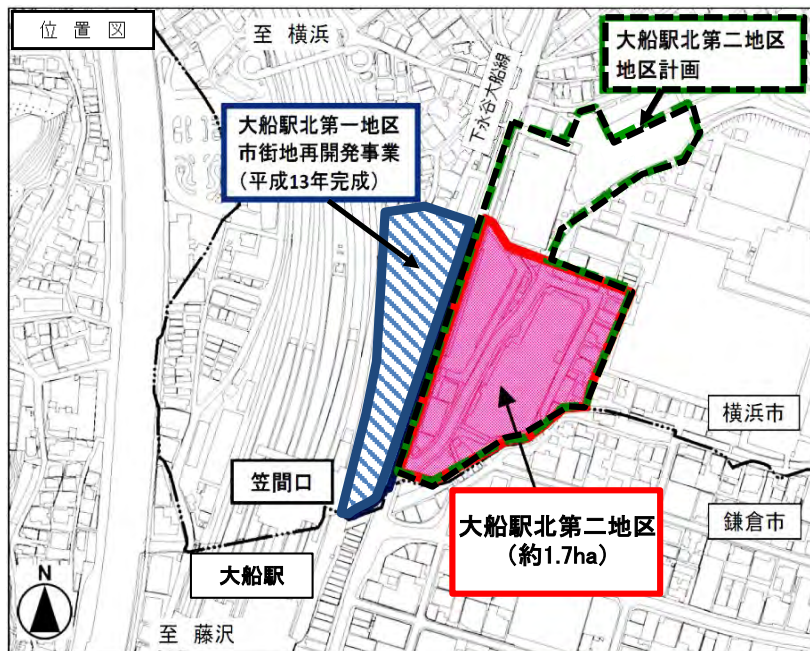 位置図
至 横浜
大船駅北第二地区
地区計画
下永谷大船線
大船駅北第一地区
市街地再開発事業
（平成13年完成）
横浜市
笠間口
鎌倉市
大船駅北第二地区
（約1.7ha）
大船駅
N
至 藤沢